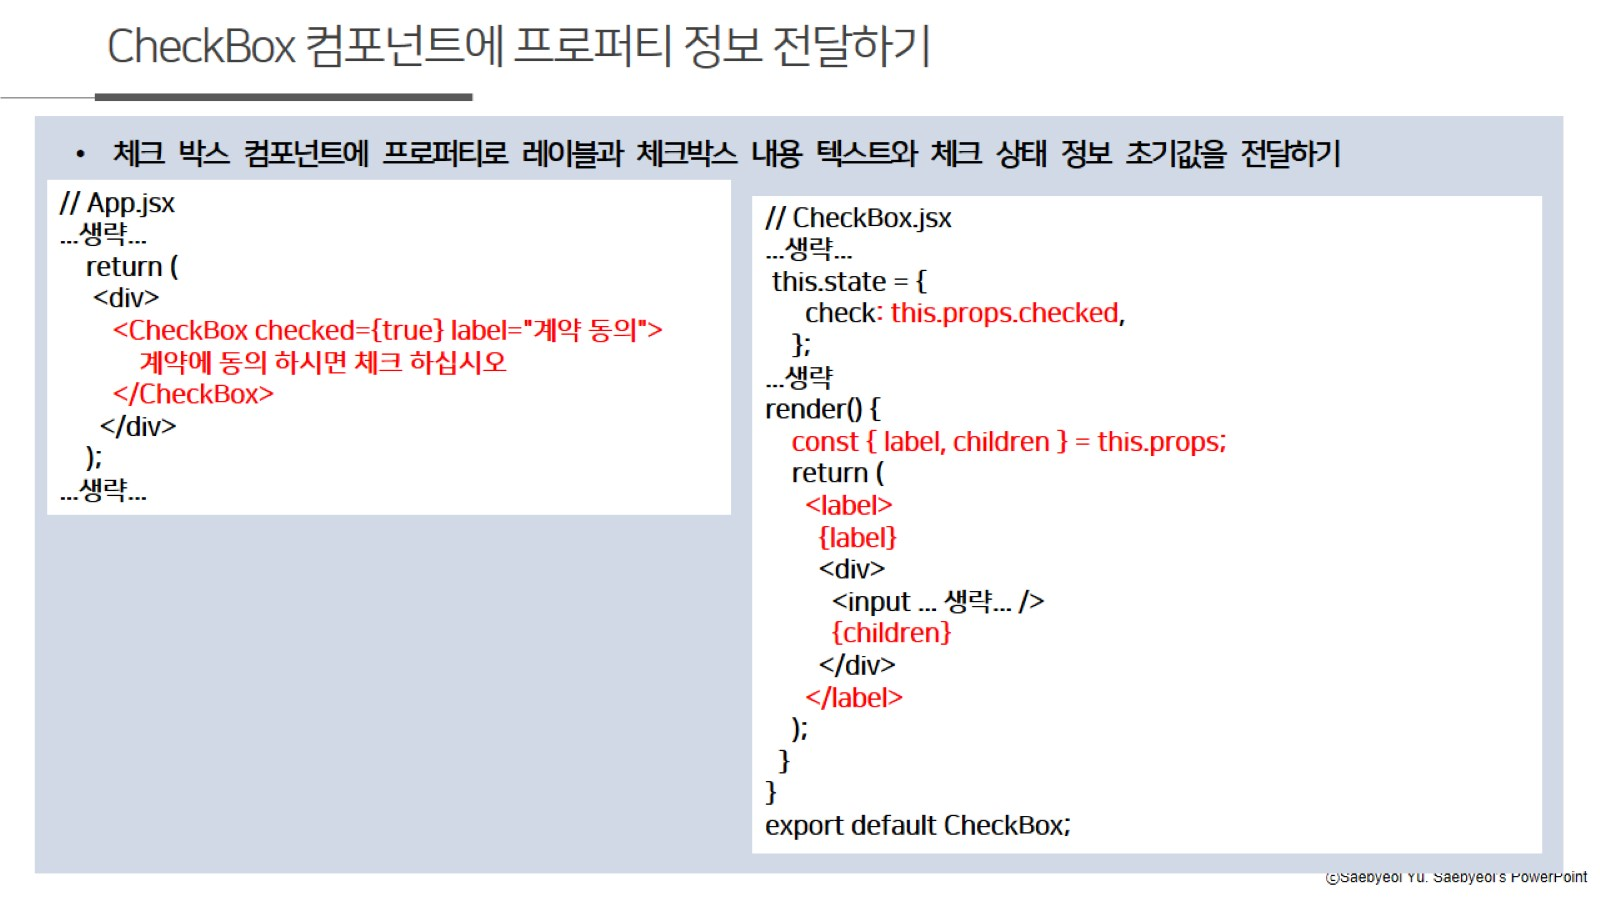 CheckBox 컴포넌트에 프로퍼티 정보 전달하기
• 체크 박스 컴포넌트에 프로퍼티로 레이블과 체크박스 내용 텍스트와 체크 상태 정보 초기값을 전달하기
// App.jsx
...생략...
return (
<div>
<CheckBox checked={true} label="계약 동의">
계약에 동의 하시면 체크 하십시오
</CheckBox>
</div>
);
...생략...
// CheckBox.jsx
...생략...
this.state = {
check: this.props.checked,
};
...생략
render() {
const { label, children } = this.props;
return (
<label>
{label}
<div>
<input ... 생략... />
{children}
</div>
</label>
);
}
}
export default CheckBox;
ⓒSaebyeol Yu. Saebyeol's PowerPoint